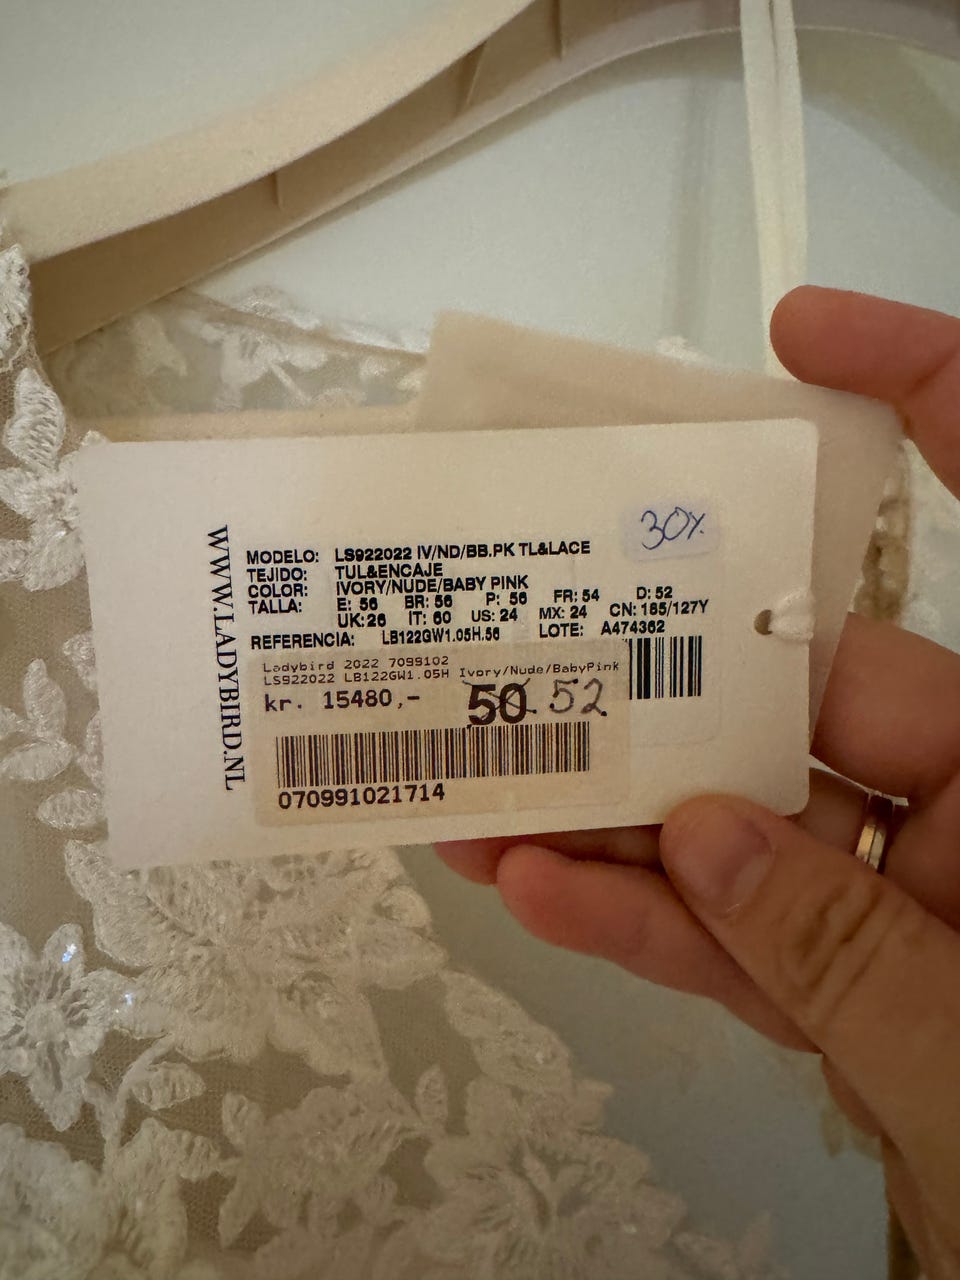 WWW.LADYBIRD.NL
30%
MODELO: LS922022 IV/ND/BB.PK TL&LACE
TEJIDO: TUL&ENCAJE
COLOR: IVORY/NUDE/BABY PINK
TALLA: E: 56 BR: 56 P: 56 FR: 54 D: 52
UK: 26 IT: 60 US: 24 MX: 24 CN: 185/127Y
REFERENCIA: LB122GW1.05H.56 LOTE: A474362
Ladybird 2022 7099102
LS922022 LB122GW1.05H Ivory/Nude/BabyPink
kr. 15480,- 50 52
070991021714